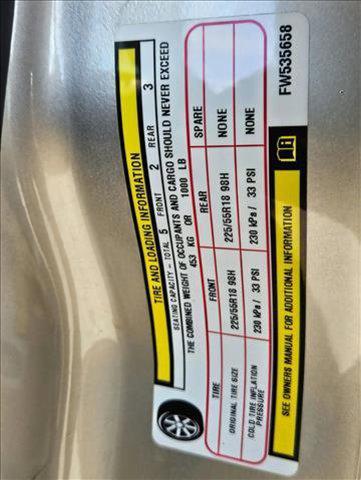 TIRE AND LOADING INFORMATION
SEATING CAPACITY - TOTAL 5 FRONT 2 REAR 3
THE COMBINED WEIGHT OF OCCUPANTS AND CARGO SHOULD NEVER EXCEED
453 KG OR 1000 LB
TIRE FRONT REAR SPARE
ORIGINAL TIRE SIZE 225/55R18 98H 225/55R18 98H NONE
COLD TIRE INFLATION PRESSURE 230 kPa / 33 PSI 230 kPa / 33 PSI NONE
SEE OWNERS MANUAL FOR ADDITIONAL INFORMATION
FW535658